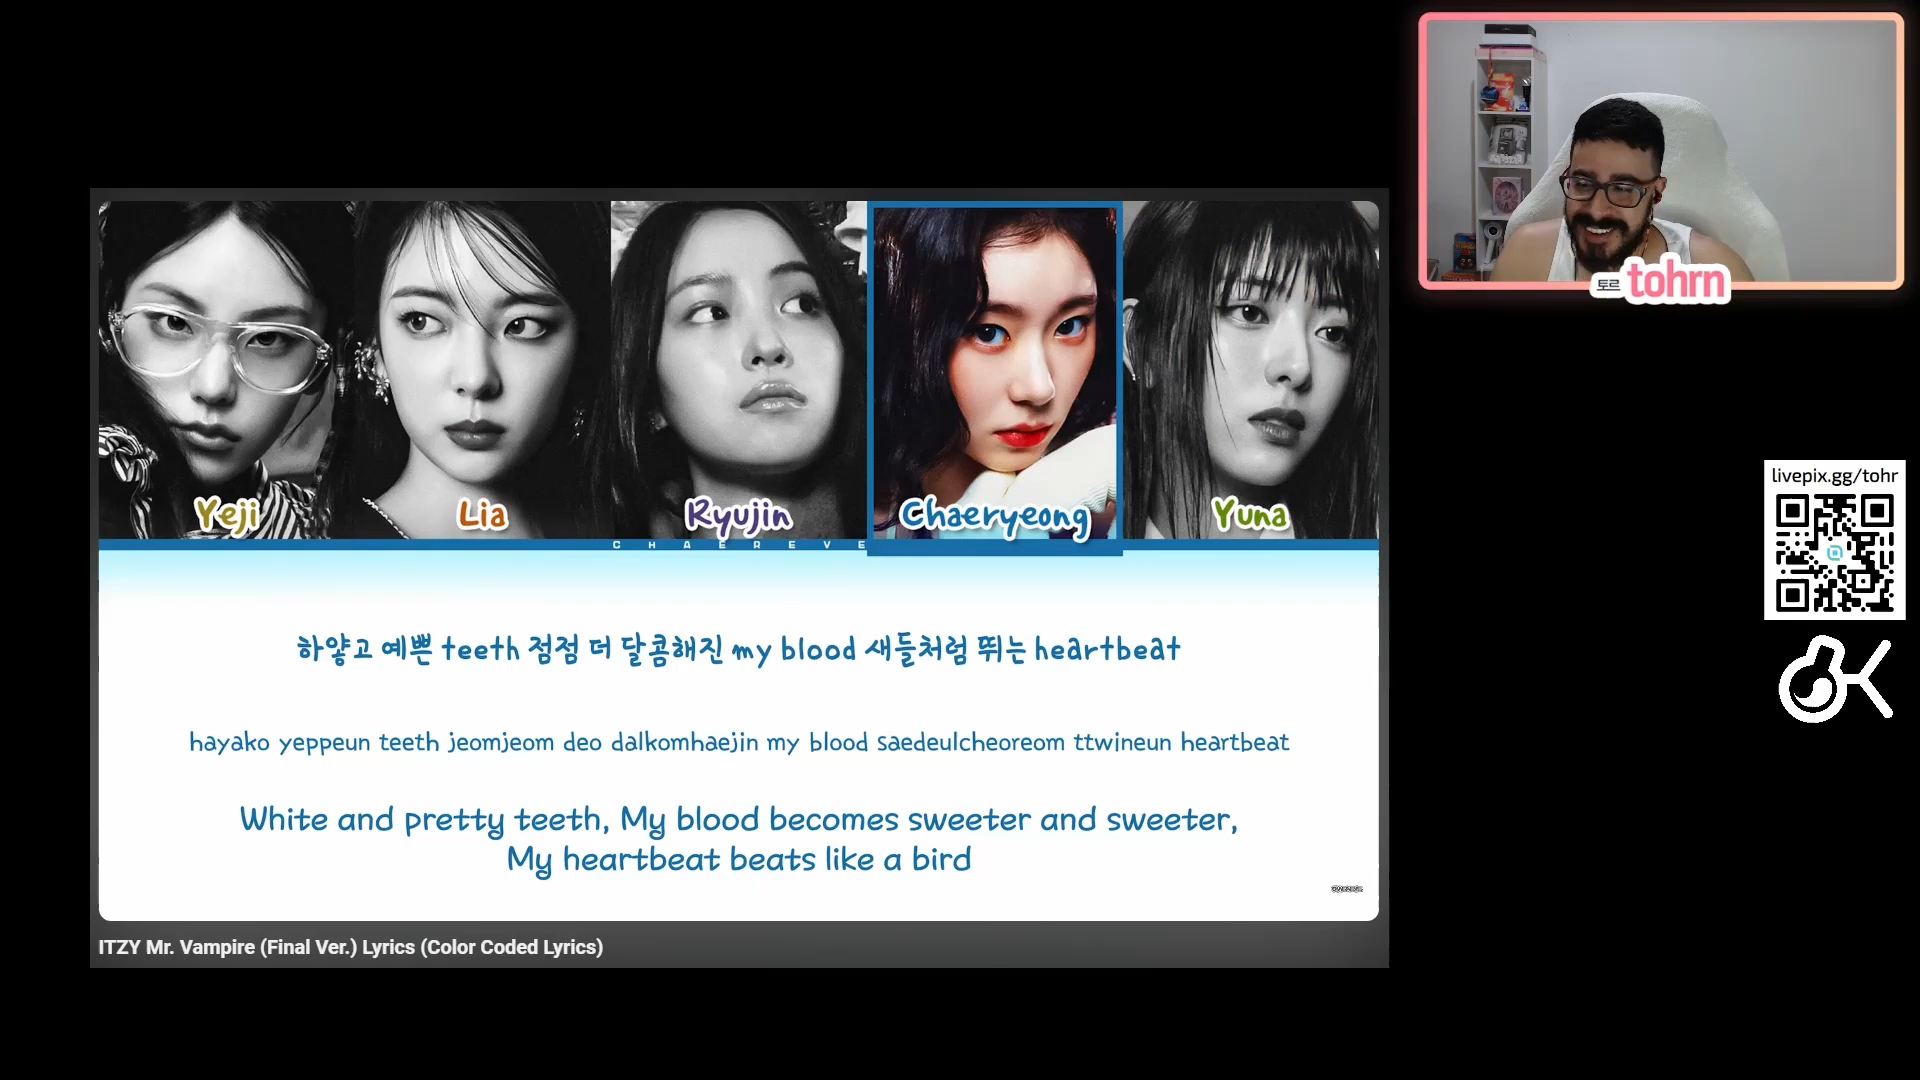 livepix.gg/tohr
토르 tohrn
Yeji
Lia
Ryujin
Chaeryeong
Yuna
CHAEREVE
하얗고 예쁜 teeth 점점 더 달콤해진 my blood 새들처럼 뛰는 heartbeat
hayako yeppeun teeth jeomjeom deo dalkomhaejin my blood saedeulcheoreom ttwineun heartbeat
White and pretty teeth, My blood becomes sweeter and sweeter,
My heartbeat beats like a bird
ITZY Mr. Vampire (Final Ver.) Lyrics (Color Coded Lyrics)